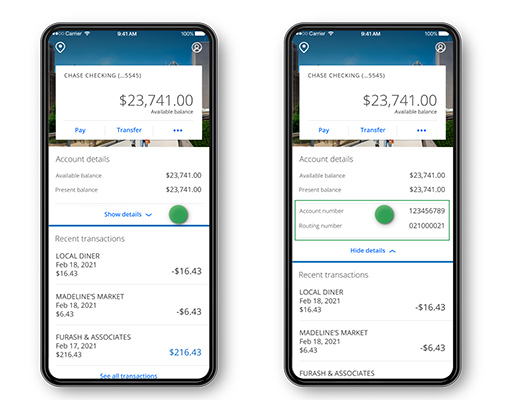 Carrier 9:41 AM 100%
CHASE CHECKING (...5545)
$23,741.00
Available balance
Pay Transfer •••
Account details
Available balance $23,741.00
Present balance $23,741.00
Show details
Recent transactions
LOCAL DINER
Feb 18, 2021
$16.43 -$16.43
MADELINE'S MARKET
Feb 18, 2021
$6.43 -$6.43
FURASH & ASSOCIATES
Feb 17, 2021
$216.43 $216.43
See all transactions
Carrier 9:41 AM 100%
CHASE CHECKING (...5545)
$23,741.00
Available balance
Pay Transfer •••
Account details
Available balance $23,741.00
Present balance $23,741.00
Account number 123456789
Routing number 021000021
Hide details
Recent transactions
LOCAL DINER
Feb 18, 2021
$16.43 -$16.43
MADELINE'S MARKET
Feb 18, 2021
$6.43 -$6.43
FURASH & ASSOCIATES